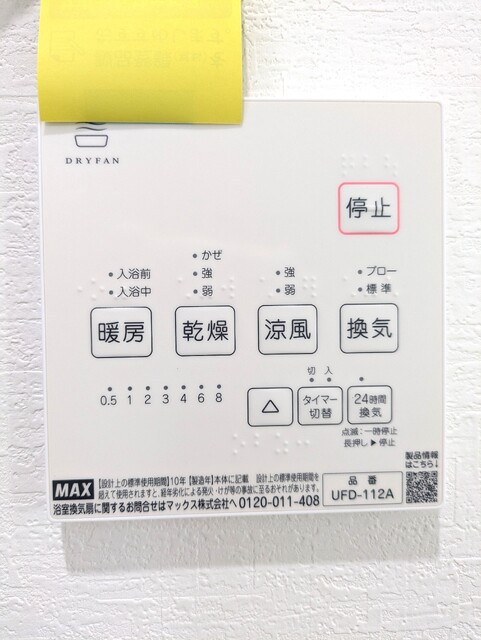 DRYFAN
停止
かぜ
入浴前 強 強 ブロー
入浴中 弱 弱 標準
暖房 乾燥 涼風 換気
切 入
0.5 1 2 3 4 6 8
△ タイマー切替 24時間換気
点滅：一時停止
長押し▶停止
製品情報はこちら↓
MAX
【設計上の標準使用期間】10年 【製造年】本体に記載 設計上の標準使用期間を
超えて使用されますと、経年劣化による発火・けが等の事故に至るおそれがあります。
浴室換気扇に関するお問合せはマックス株式会社へ 0120-011-408
品番
UFD-112A